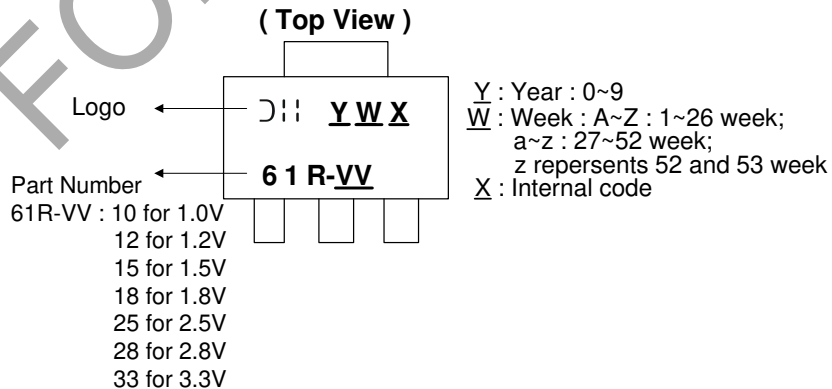 ( Top View )
Logo
Y W X
61R-VV
Y : Year : 0~9
W : Week : A~Z : 1~26 week;
a~z : 27~52 week;
z repersents 52 and 53 week
X : Internal code
Part Number
61R-VV : 10 for 1.0V
12 for 1.2V
15 for 1.5V
18 for 1.8V
25 for 2.5V
28 for 2.8V
33 for 3.3V